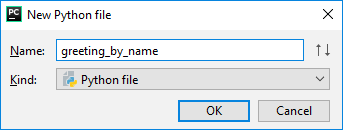 PC New Python file
Name: greeting_by_name
Kind: Python file
OK Cancel